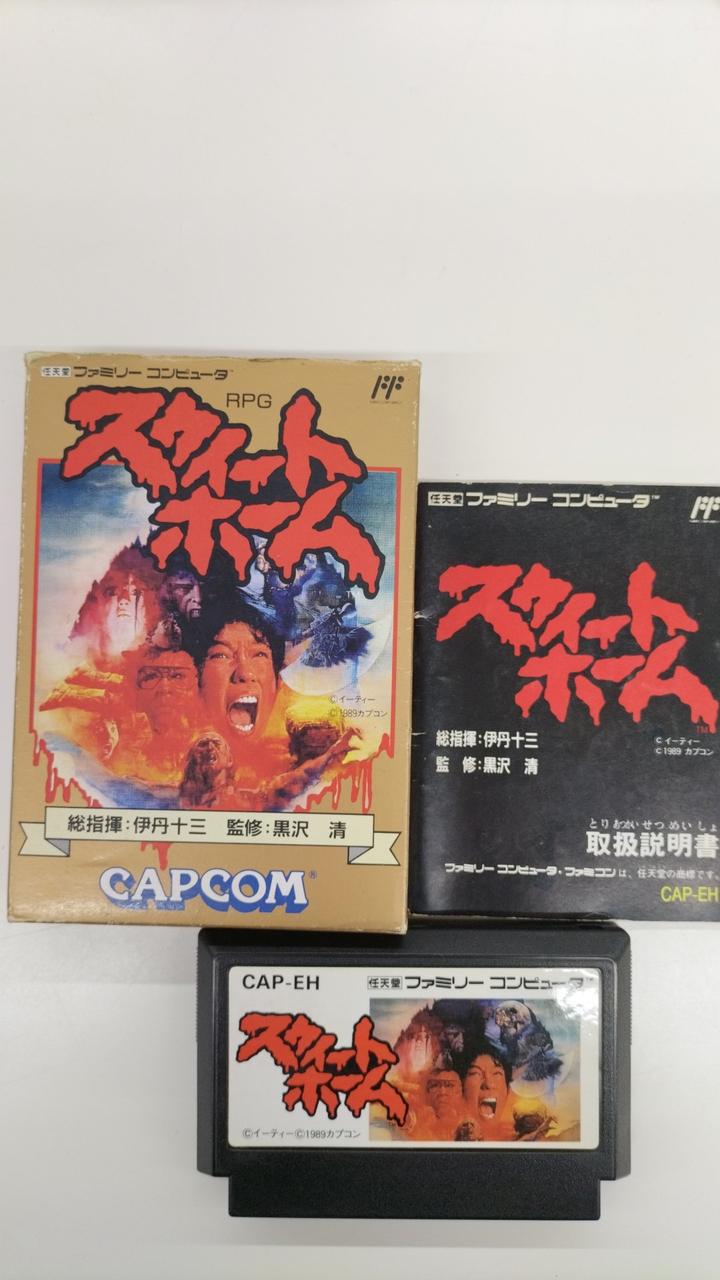 任天堂 ファミリー コンピュータ™
RPG
スウィート
ホーム
©イーティー
©1989カプコン
総指揮:伊丹十三 監修:黒沢 清
CAPCOM®
任天堂 ファミリー コンピュータ™
スウィート
ホーム™
総指揮:伊丹十三
監 修:黒沢 清
©イーティー
©1989 カプコン
とりあつかいせつめいしょ
取扱説明書
ファミリー コンピュータ・ファミコンは、任天堂の商標です。
CAP-EH
CAP-EH
任天堂 ファミリー コンピュータ™
スウィート
ホーム
©イーティー©1989カプコン